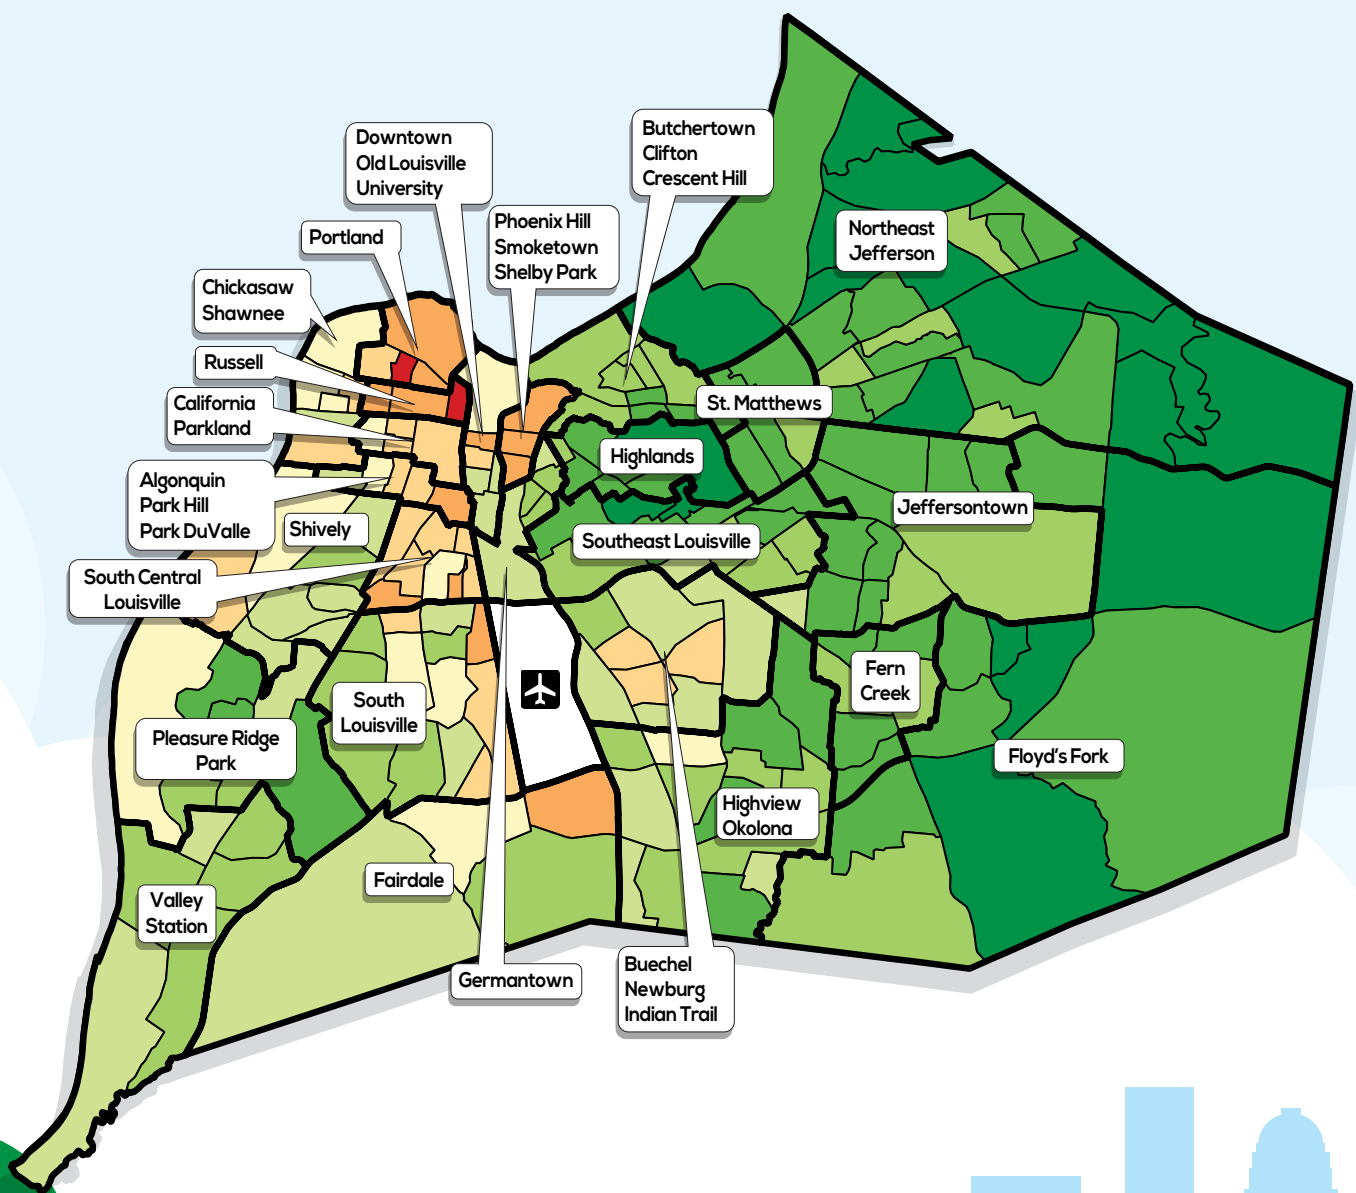 Downtown
Old Louisville
University
Butchertown
Clifton
Crescent Hill
Portland
Phoenix Hill
Smoketown
Shelby Park
Northeast
Jefferson
Chickasaw
Shawnee
Russell
California
Parkland
St. Matthews
Highlands
Algonquin
Park Hill
Park DuValle
Shively
Jeffersontown
Southeast Louisville
South Central
Louisville
Fern
Creek
South
Louisville
Pleasure Ridge
Park
Floyd's Fork
Highview
Okolona
Fairdale
Valley
Station
Germantown
Buechel
Newburg
Indian Trail